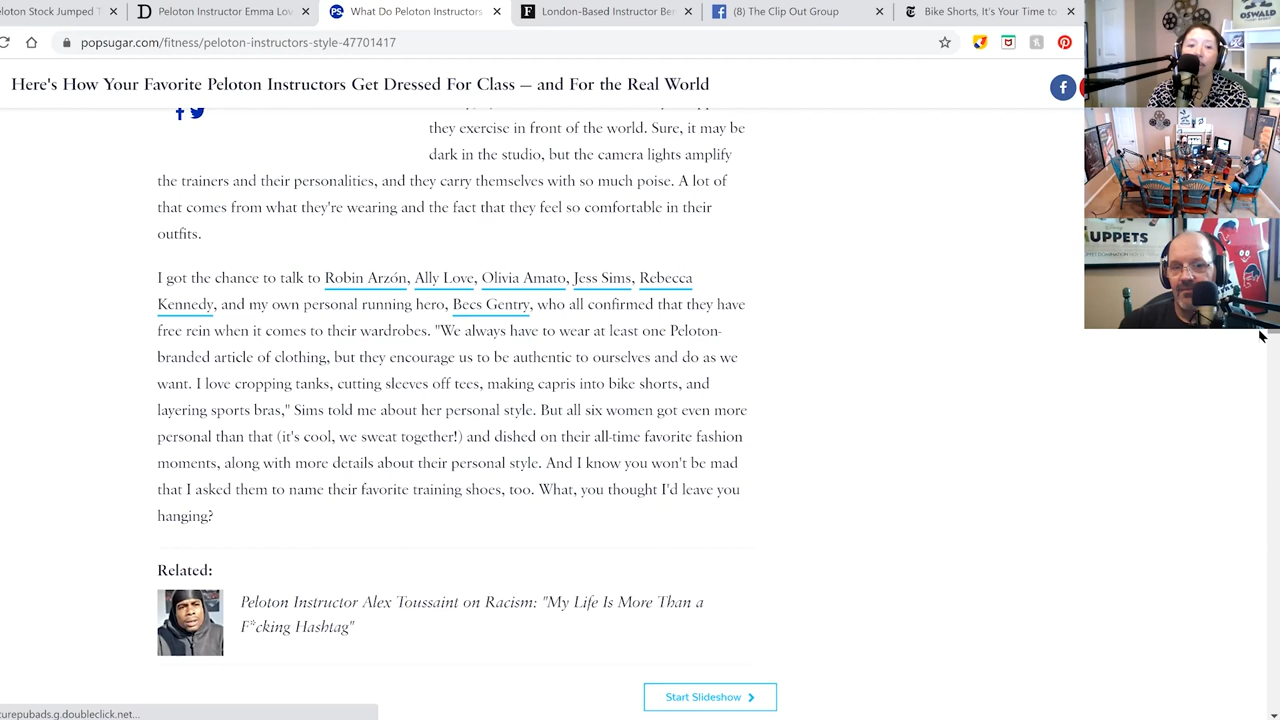 eloton Stock Jumped T
Peloton Instructor Emma Lov
What Do Peloton Instructors
London-Based Instructor Ber
(8) The Clip Out Group
Bike Shorts, It's Your Time to
popsugar.com/fitness/peloton-instructors-style-47701417
Here's How Your Favorite Peloton Instructors Get Dressed For Class — and For the Real World
they exercise in front of the world. Sure, it may be
dark in the studio, but the camera lights amplify
the trainers and their personalities, and they carry themselves with so much poise. A lot of
that comes from what they're wearing and making sure they feel comfortable in their
outfits.
I got the chance to talk to Robin Arzon, Ally Love, Olivia Amato, Jess Sims, Rebecca
Kennedy, and my own personal running hero, Becs Gentry, who all confirmed that they have
free rein when it comes to their wardrobes. "We always have to wear at least one Peloton-
branded article of clothing, but they encourage us to be authentic to ourselves and do as we
want. I love cropping tanks, cutting sleeves off tees, making capris into bike shorts, and
layering sports bras," Sims told me about her personal style. But all six women got even more
personal than that (it's cool, we sweat together!) and dished on their all-time favorite fashion
moments, along with more details about their personal style. And I know you won't be mad
that I asked them to name their favorite training shoes, too. What, you thought I'd leave you
hanging?
Related:
Peloton Instructor Alex Toussaint on Racism: "My Life Is More Than a
F*cking Hashtag"
Start Slideshow
turepubads.g.doubleclick.net...
OSWALD
UPPETS